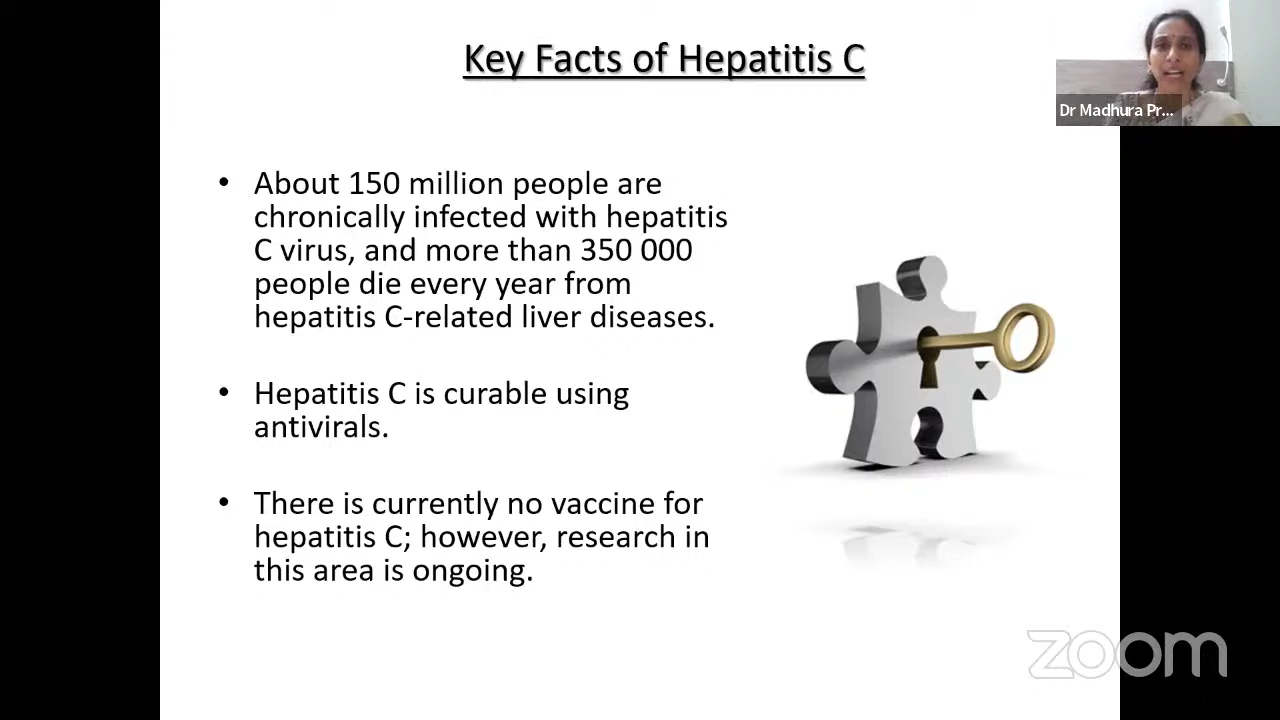 Key Facts of Hepatitis C
Dr Madhura Pr...
• About 150 million people are
chronically infected with hepatitis
C virus, and more than 350 000
people die every year from
hepatitis C-related liver diseases.
• Hepatitis C is curable using
antivirals.
• There is currently no vaccine for
hepatitis C; however, research in
this area is ongoing.
zoom